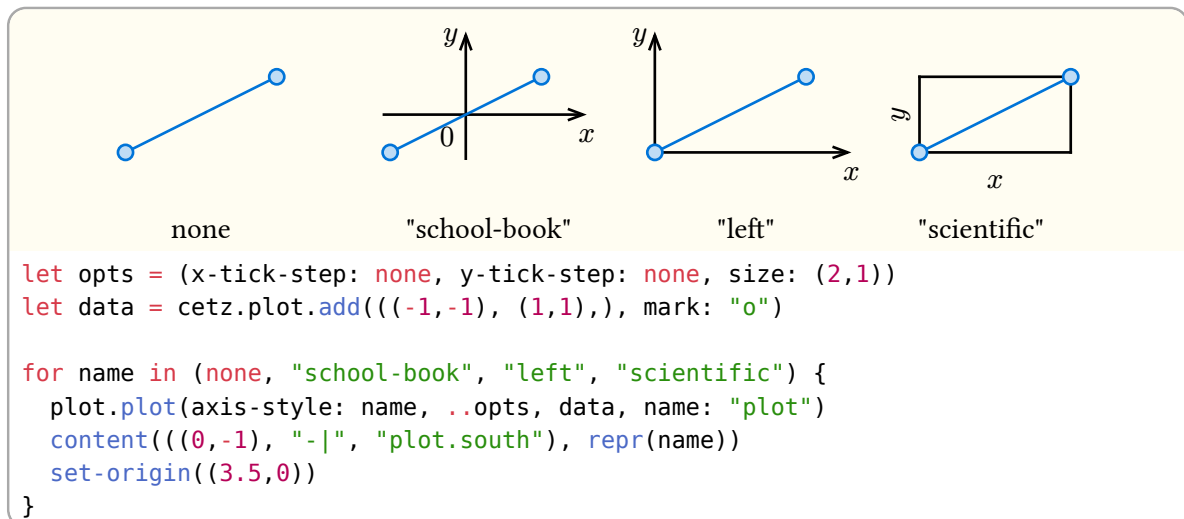 y y
y
0 x
x x
none "school-book" "left" "scientific"
let opts = (x-tick-step: none, y-tick-step: none, size: (2,1))
let data = cetz.plot.add(((-1,-1), (1,1),), mark: "o")
for name in (none, "school-book", "left", "scientific") {
  plot.plot(axis-style: name, ..opts, data, name: "plot")
  content(((0,-1), "-|", "plot.south"), repr(name))
  set-origin((3.5,0))
}